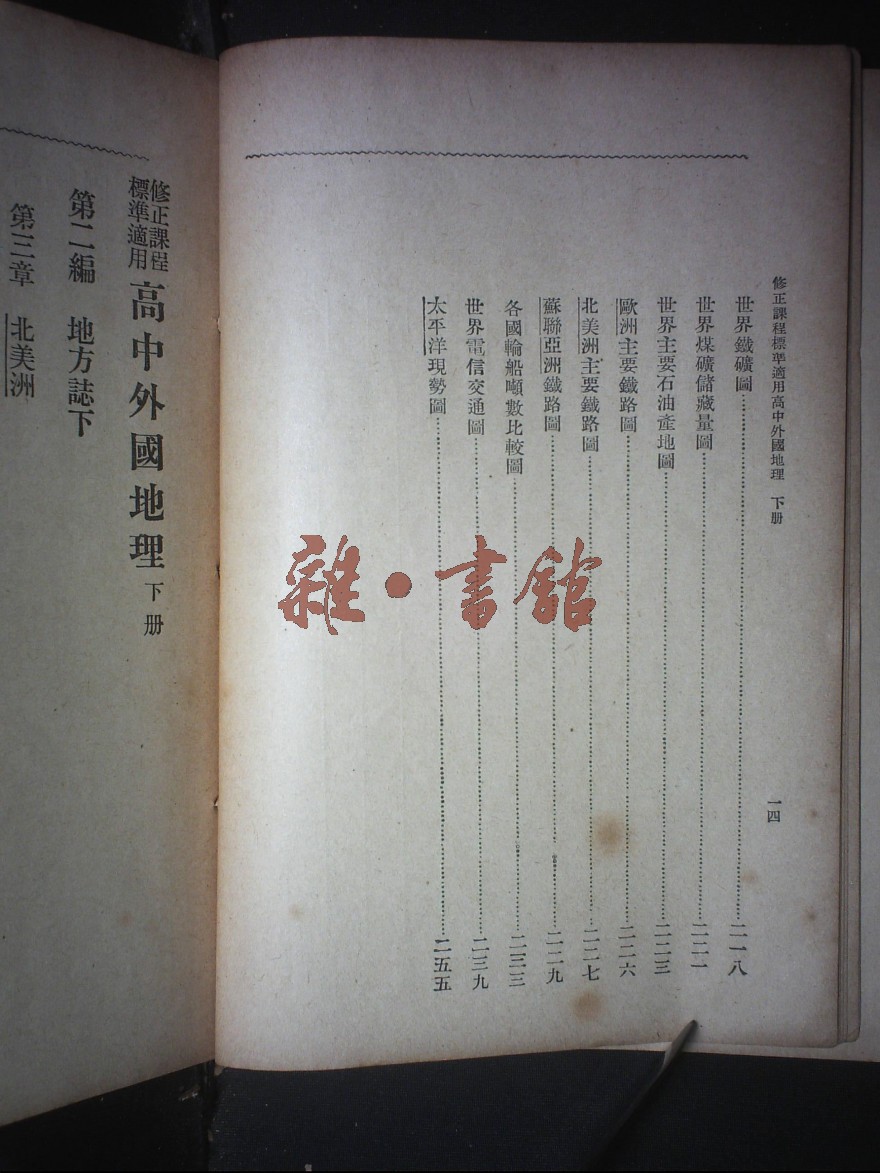 修正課程標準適用高中外國地理 下册
一四
世界鐵礦圖 二一八
世界煤礦儲藏量圖 二二一
世界主要石油產地圖 二二三
歐洲主要鐵路圖 二二六
北美洲主要鐵路圖 二二七
蘇聯亞洲鐵路圖 二二九
各國輪船噸數比較圖 二三三
世界電信交通圖 二三九
太平洋現勢圖 二五五
修正課程標準適用 高中外國地理 下册
第二編 地方誌下
第三章 北美洲
雜·書館